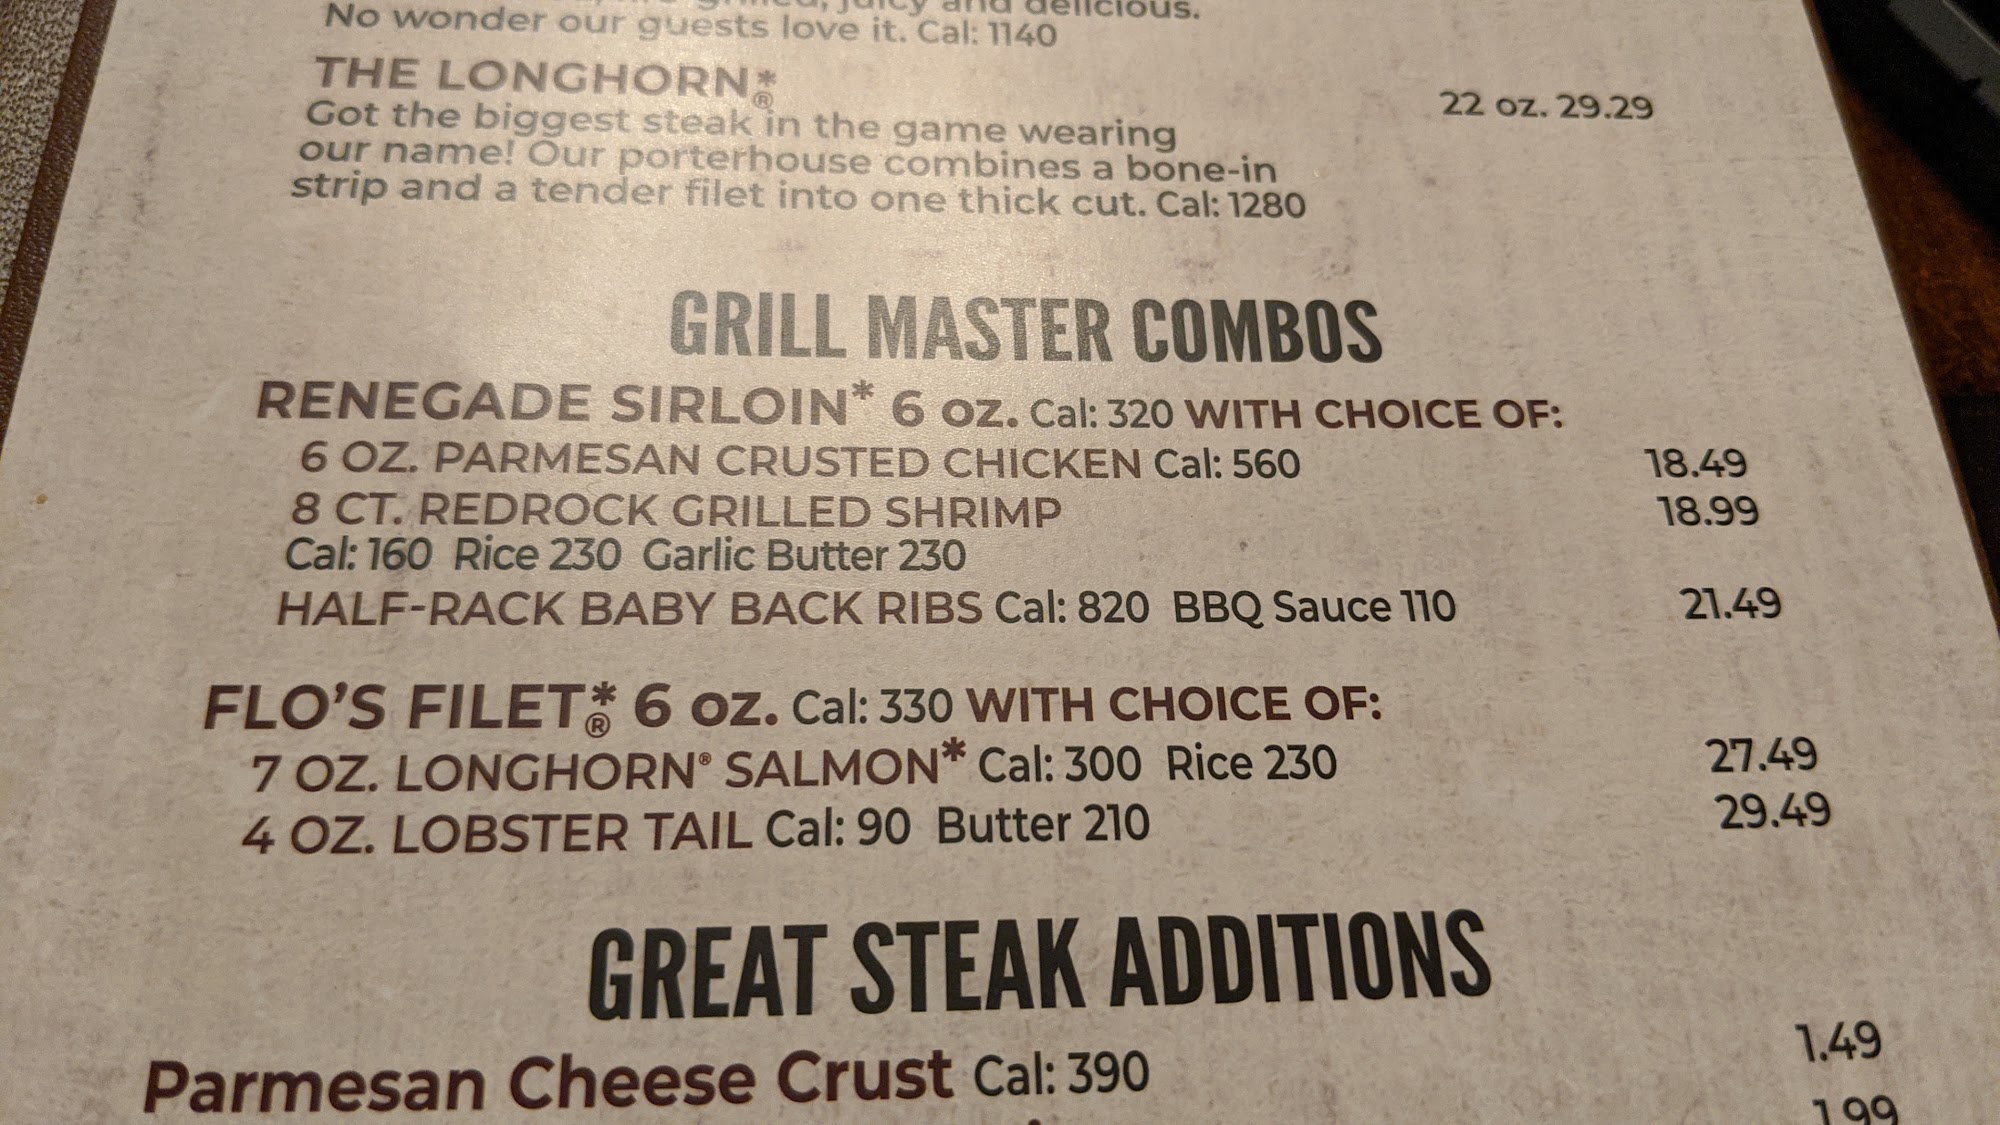 juicy and delicious.
No wonder our guests love it. Cal: 1140
THE LONGHORN®*
22 oz. 29.29
Got the biggest steak in the game wearing
our name! Our porterhouse combines a bone-in
strip and a tender filet into one thick cut. Cal: 1280
GRILL MASTER COMBOS
RENEGADE SIRLOIN* 6 oz. Cal: 320 WITH CHOICE OF:
6 OZ. PARMESAN CRUSTED CHICKEN Cal: 560 18.49
8 CT. REDROCK GRILLED SHRIMP 18.99
Cal: 160 Rice 230 Garlic Butter 230
HALF-RACK BABY BACK RIBS Cal: 820 BBQ Sauce 110 21.49
FLO'S FILET®* 6 oz. Cal: 330 WITH CHOICE OF:
7 OZ. LONGHORN® SALMON* Cal: 300 Rice 230 27.49
4 OZ. LOBSTER TAIL Cal: 90 Butter 210 29.49
GREAT STEAK ADDITIONS
Parmesan Cheese Crust Cal: 390 1.49
1.99